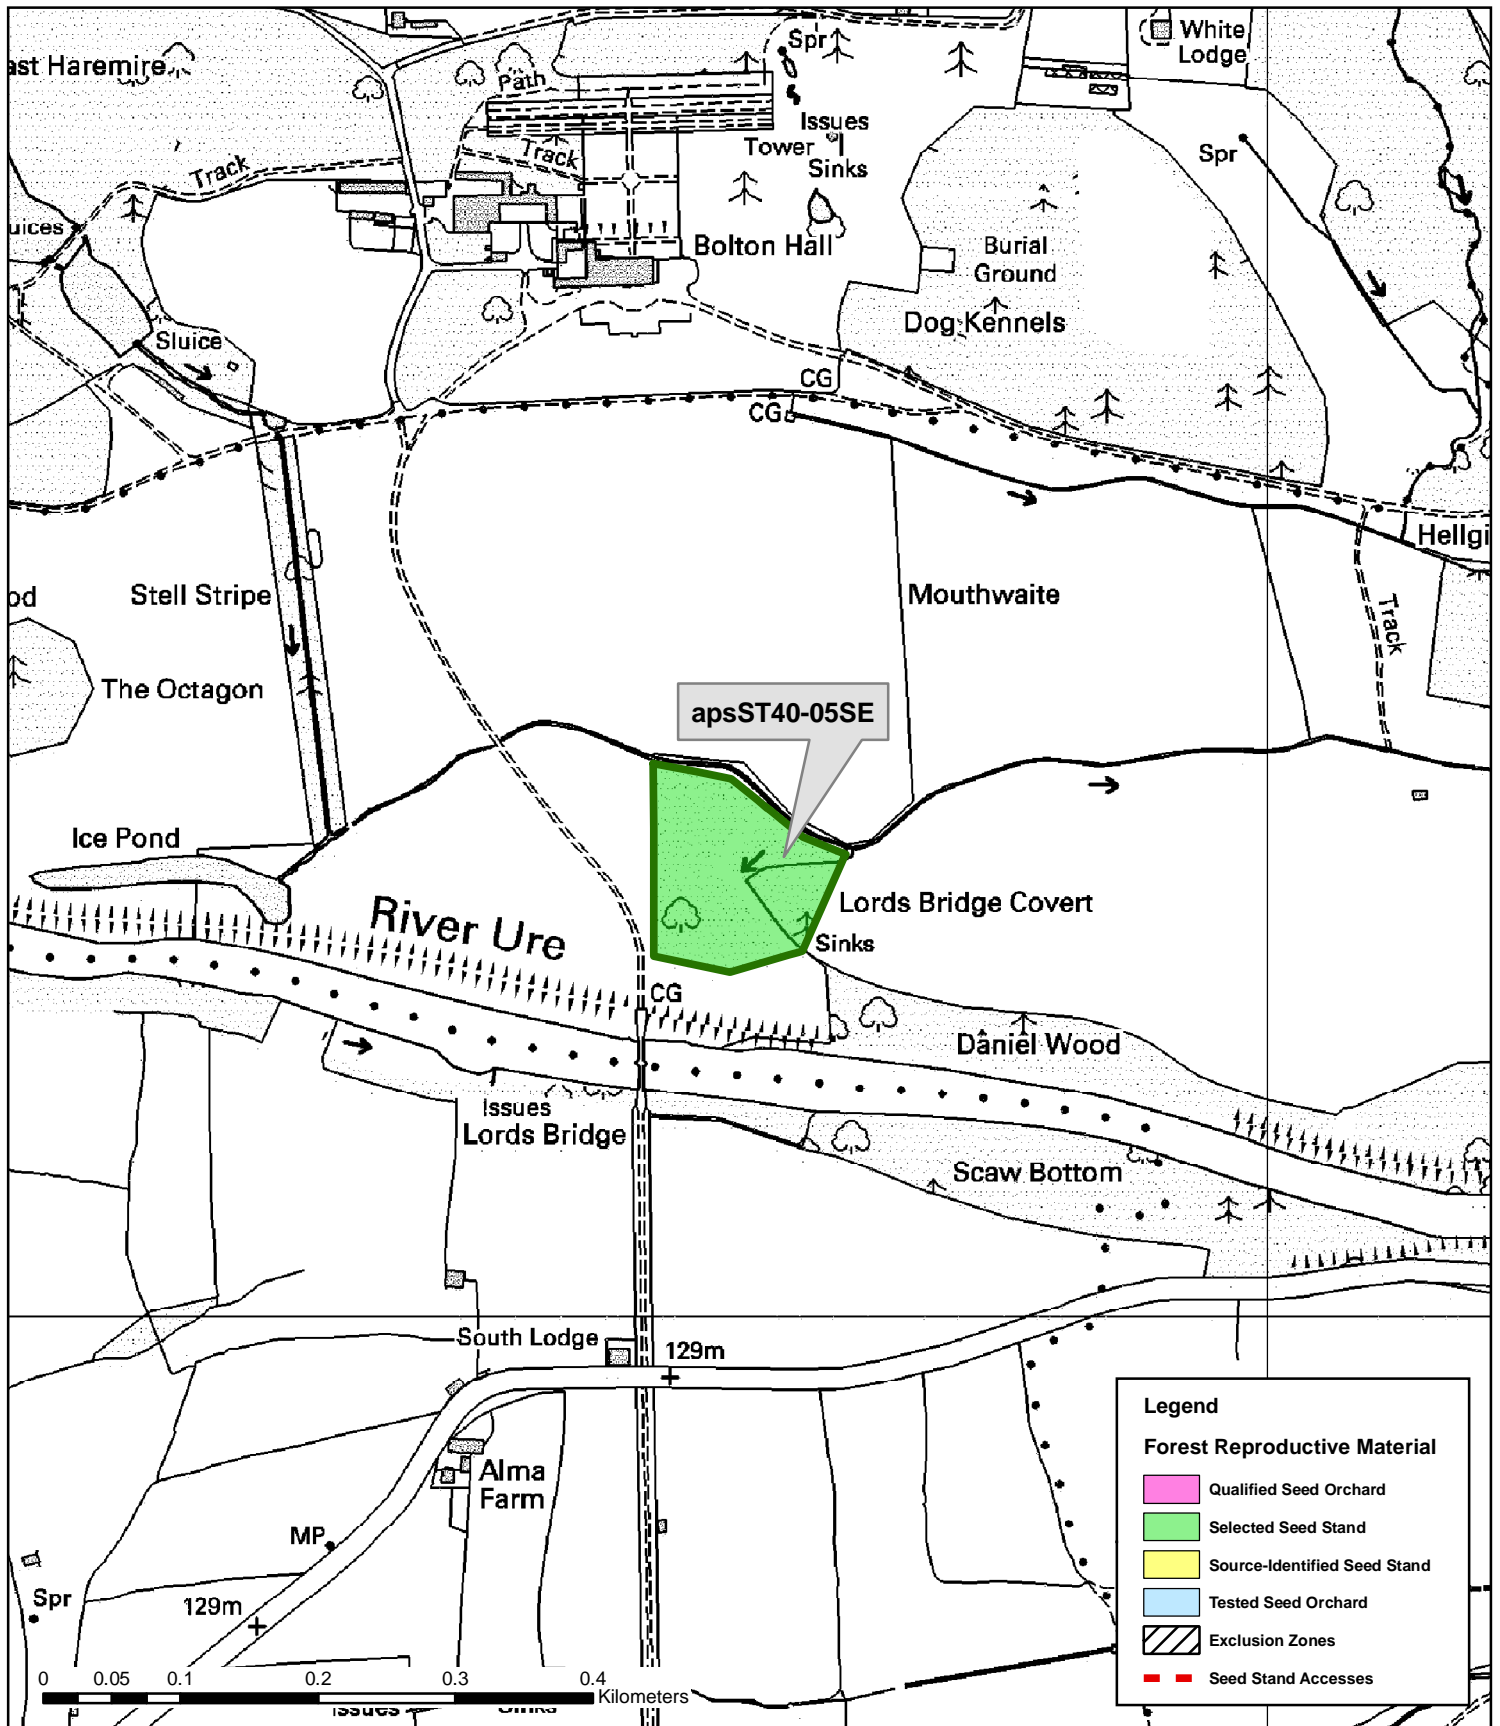 White
Lodge
Spr
ast Haremire
Path
Issues
Tower
Sinks
Track
Spr
Track
uices
Bolton Hall
Burial
Ground
Dog Kennels
Sluice
CG
CG
Hellgi
od
Stell Stripe
Mouthwaite
Track
The Octagon
apsST40-05SE
Ice Pond
River Ure
Lords Bridge Covert
Sinks
CG
Daniel Wood
Issues
Lords Bridge
Scaw Bottom
South Lodge
129m
Alma
Farm
MP
Spr
129m
Legend
Forest Reproductive Material
Qualified Seed Orchard
Selected Seed Stand
Source-Identified Seed Stand
Tested Seed Orchard
Exclusion Zones
Seed Stand Accesses
0 0.05 0.1 0.2 0.3 0.4
Kilometers
Issues
Sinks